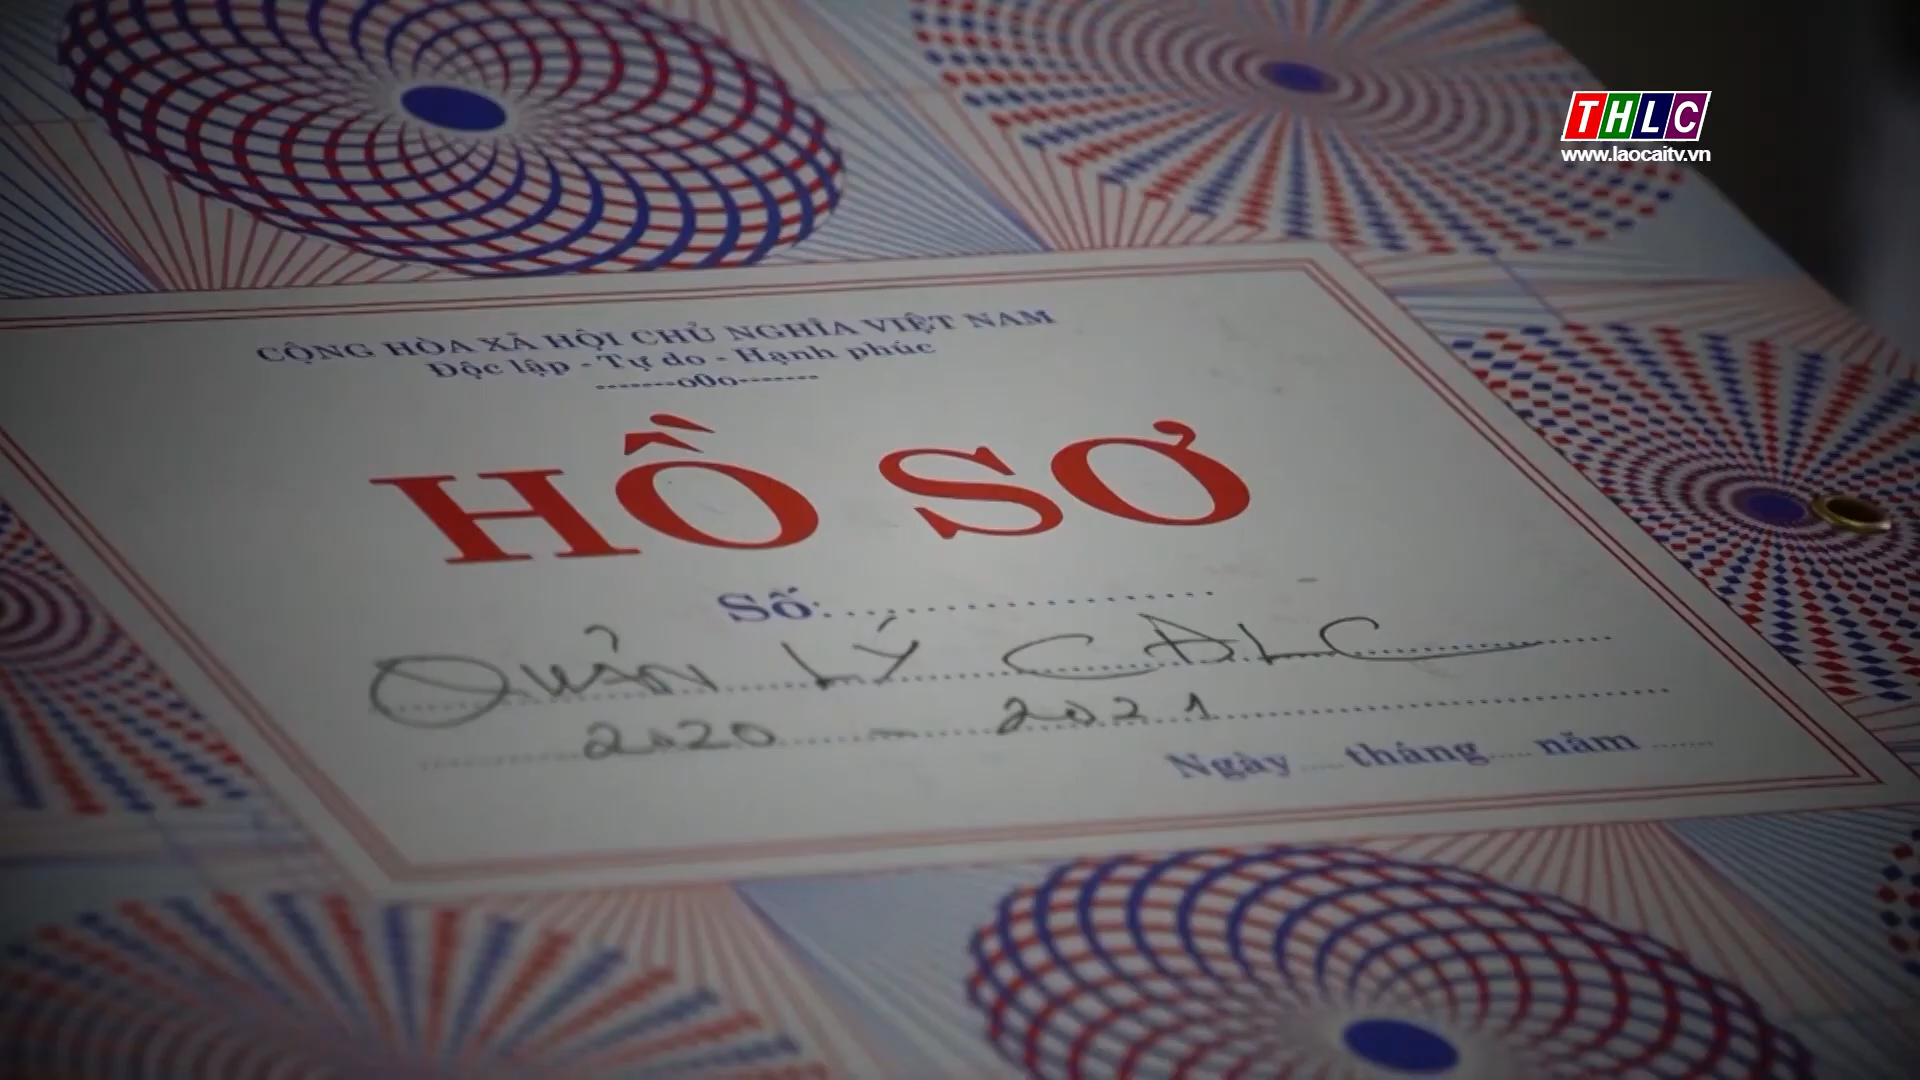 THLC
www.laocaitv.vn
CỘNG HÒA XÃ HỘI CHỦ NGHĨA VIỆT NAM
Độc lập - Tự do - Hạnh phúc
-------o0o-------
HỒ SƠ
Số:......................
QUẢN LÝ CĐLC
2020 - 2021
Ngày ..... tháng ..... năm .......